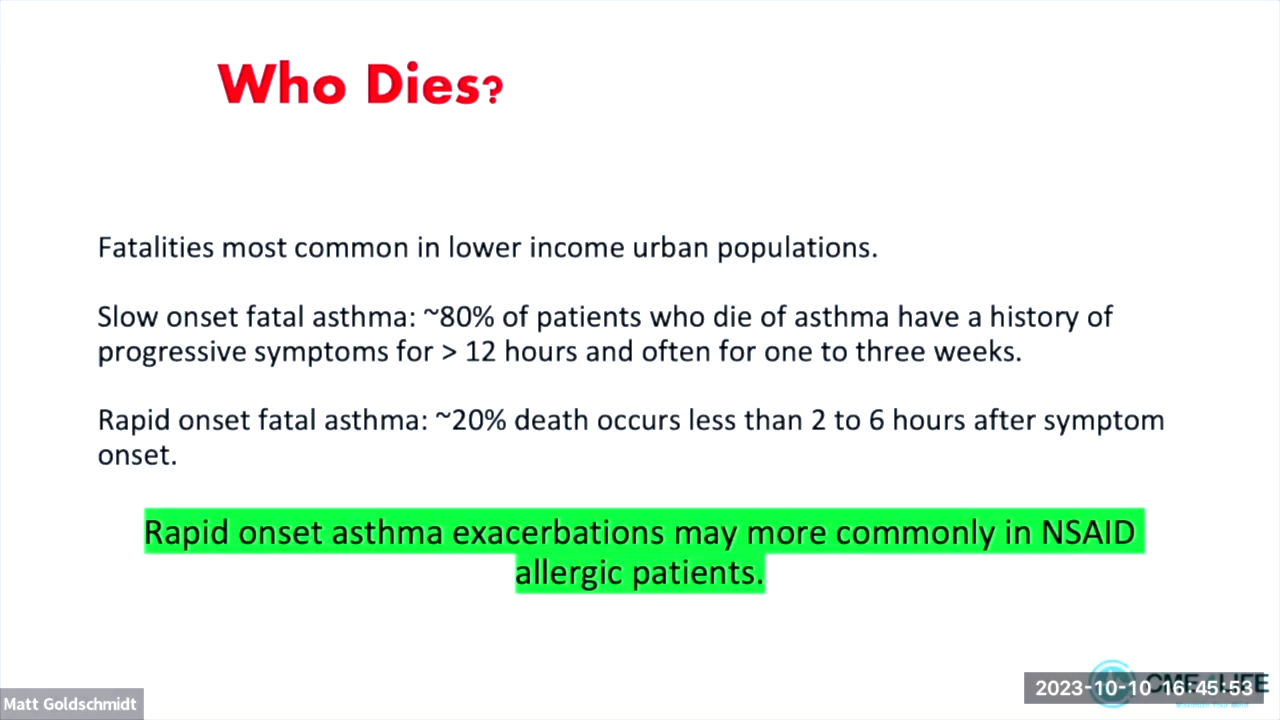 Who Dies?
Fatalities most common in lower income urban populations.
Slow onset fatal asthma: ~80% of patients who die of asthma have a history of
progressive symptoms for > 12 hours and often for one to three weeks.
Rapid onset fatal asthma: ~20% death occurs less than 2 to 6 hours after symptom
onset.
Rapid onset asthma exacerbations may more commonly in NSAID
allergic patients.
Matt Goldschmidt
CME4LIFE
2023-10-10 16:45:53